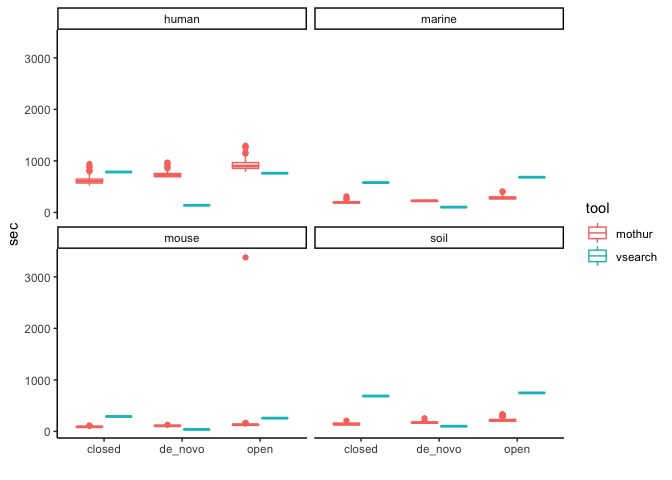 human marine
3000
2000
1000
0
sec
mouse soil
3000
2000
1000
0
closed de_novo open closed de_novo open
tool
mothur
vsearch